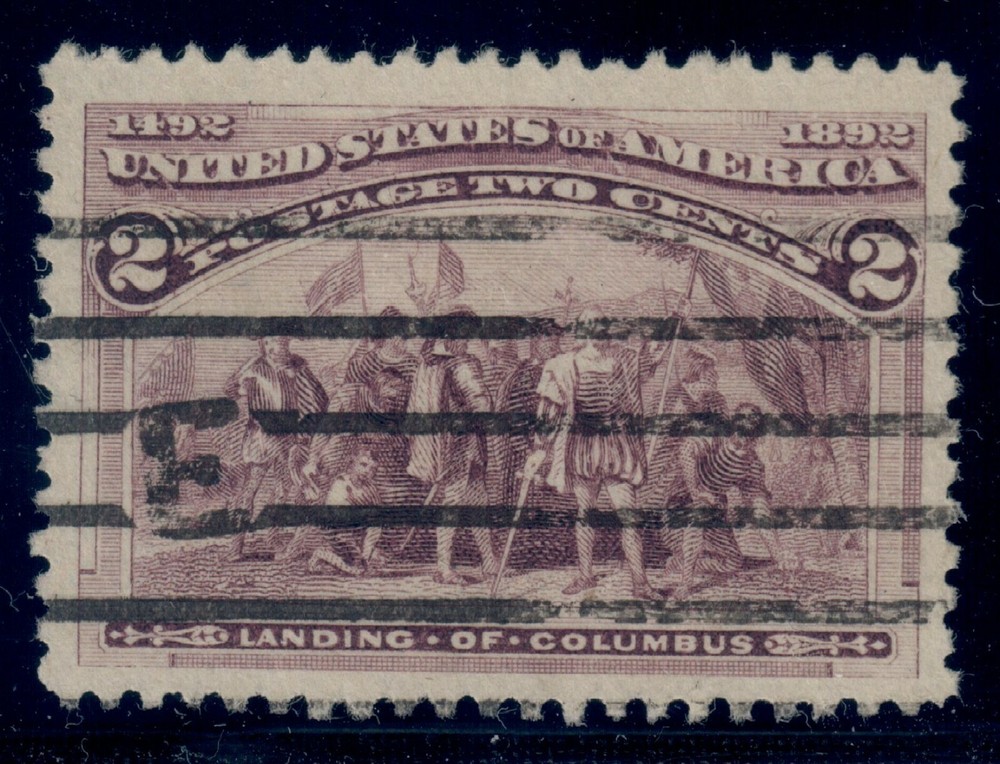 1492 1892
UNITED STATES OF AMERICA
POSTAGE TWO CENTS
2 2
LANDING · OF · COLUMBUS